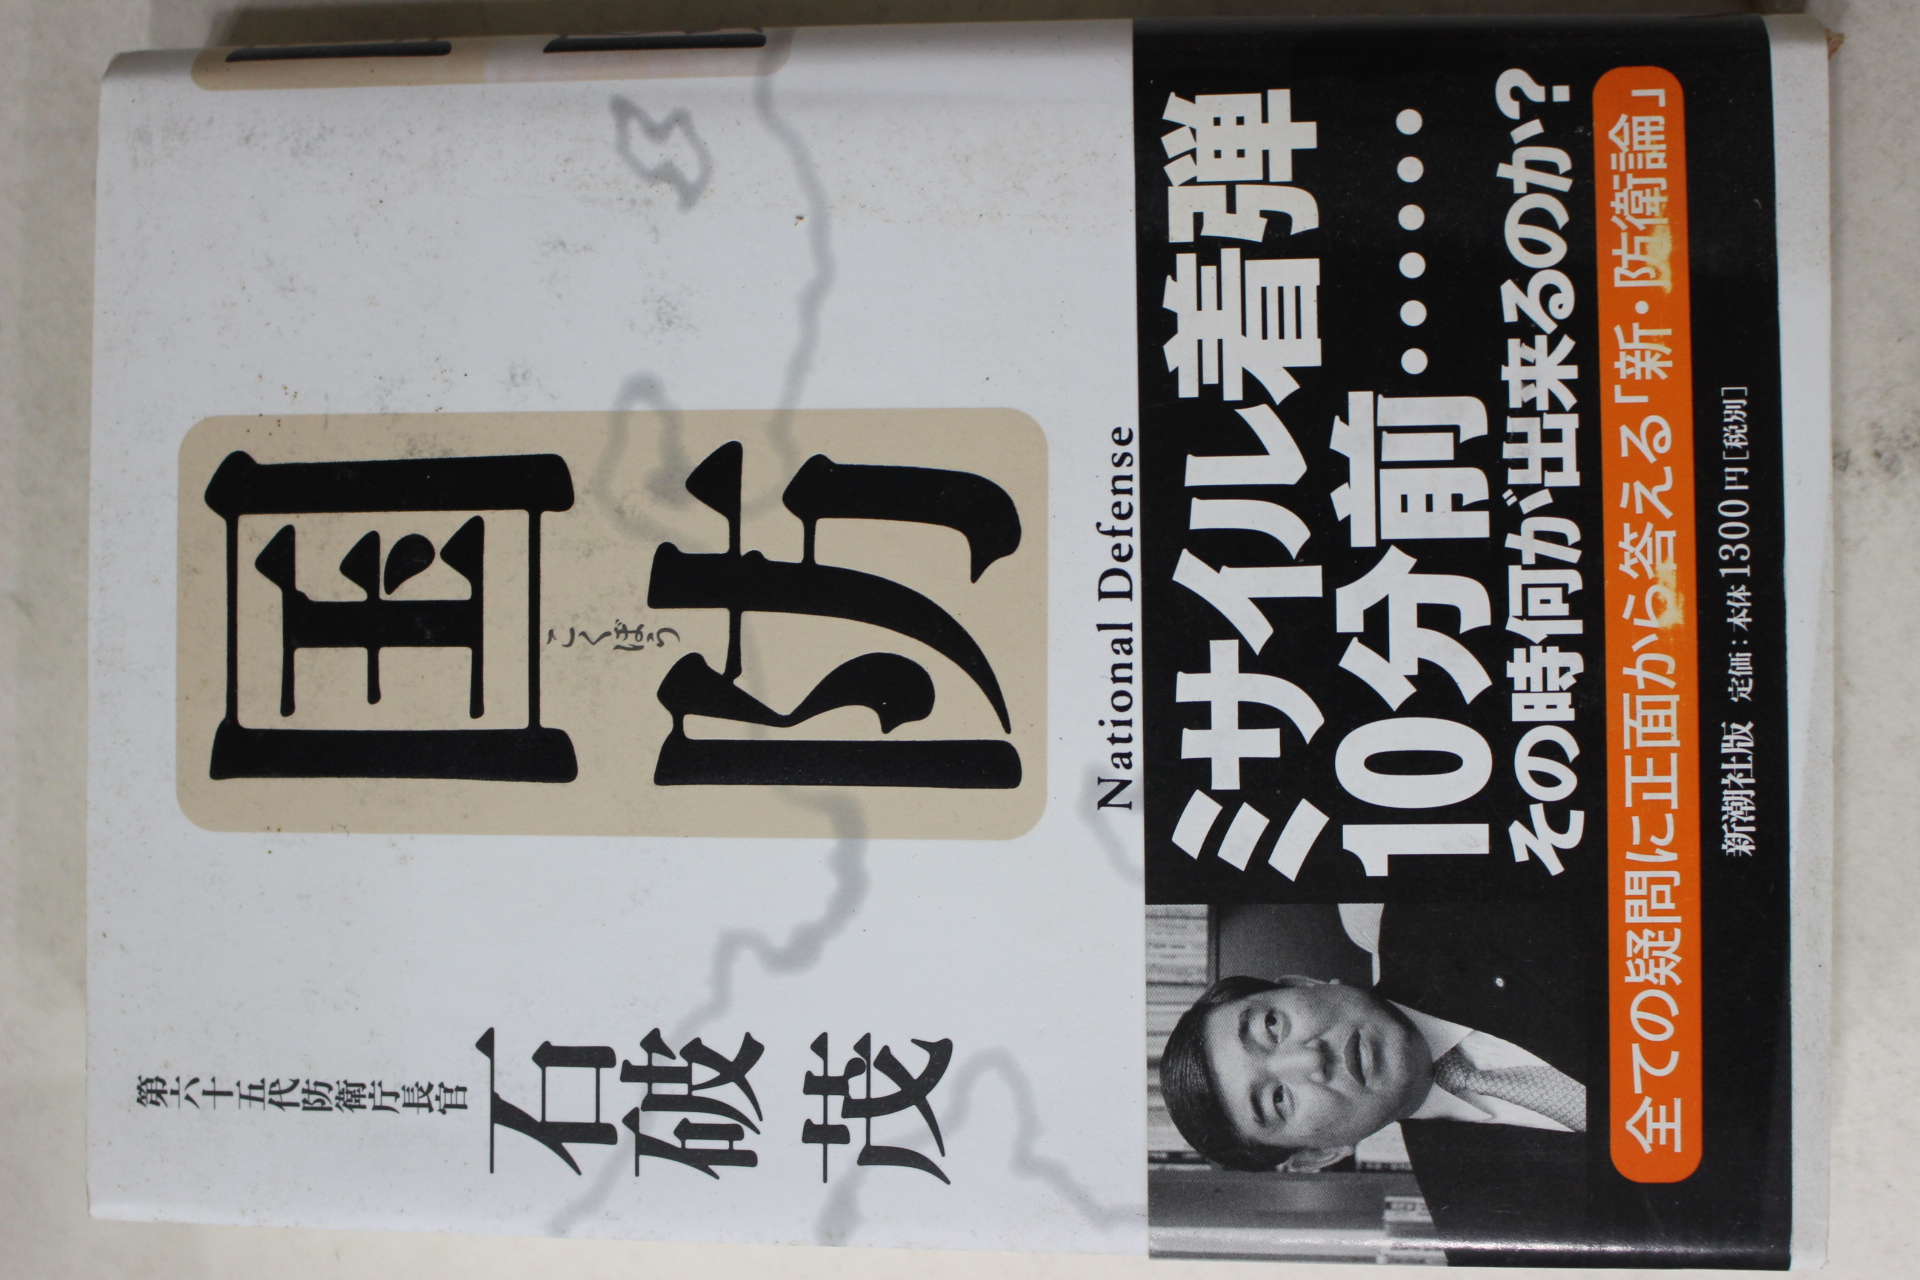 第六十五代防衛庁長官
石破 茂
国防
こくぼう
National Defense
ミサイル着弾
10分前……
その時何が出来るのか?
全ての疑問に正面から答える「新・防衛論」
新潮社版 定価：本体1300円[税別]